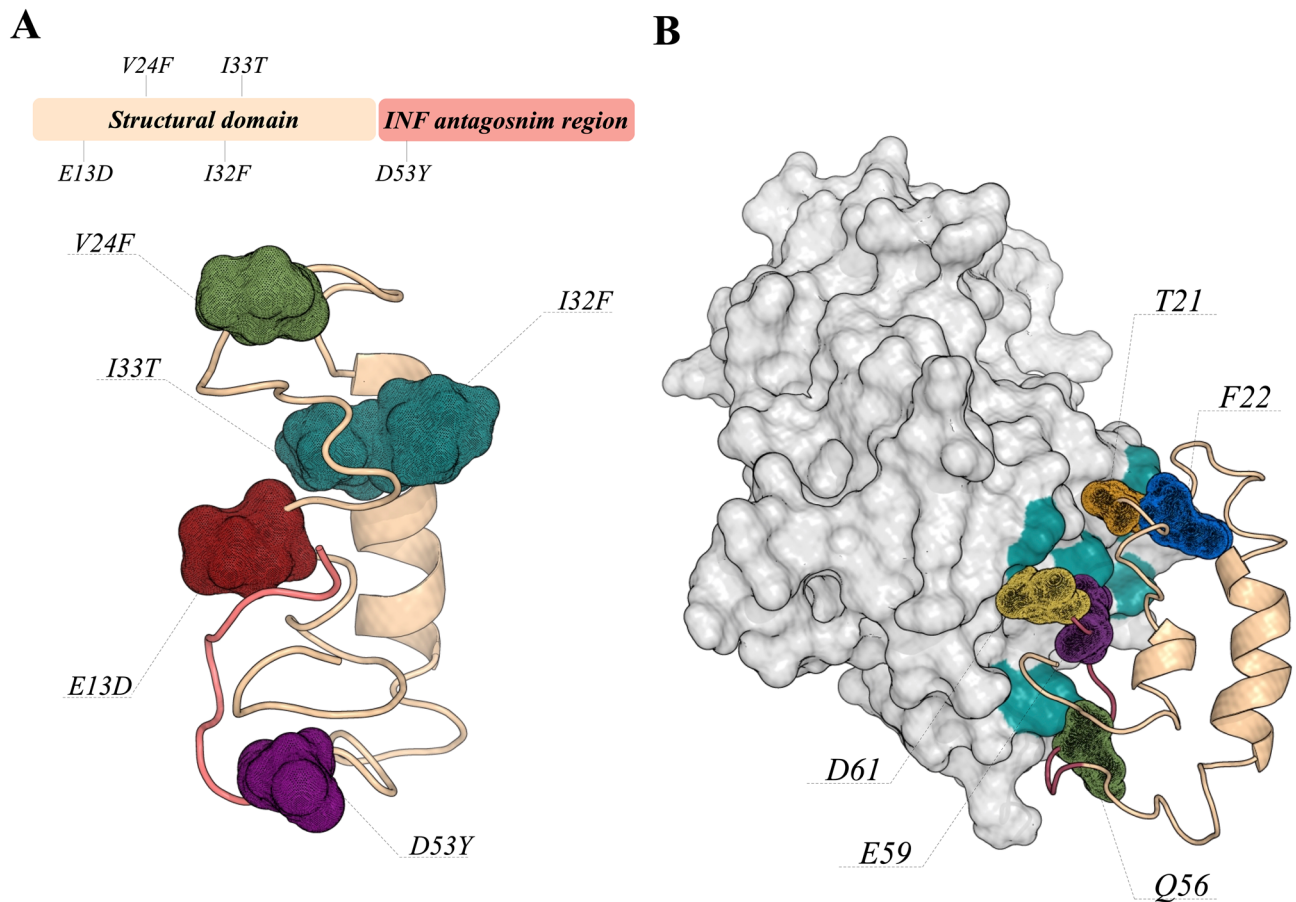 A
B
V24F I33T
Structural domain INF antagosnim region
E13D I32F D53Y
V24F
I32F
T21
I33T
F22
E13D
D61
D53Y
E59
Q56